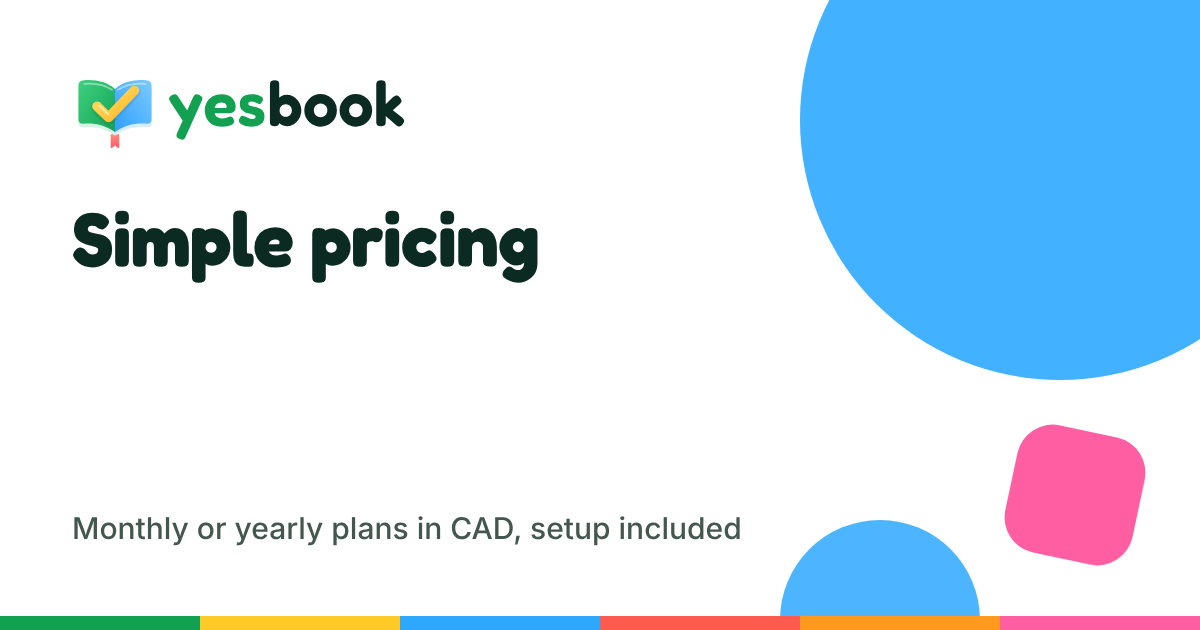 yesbook
Simple pricing
Monthly or yearly plans in CAD, setup included